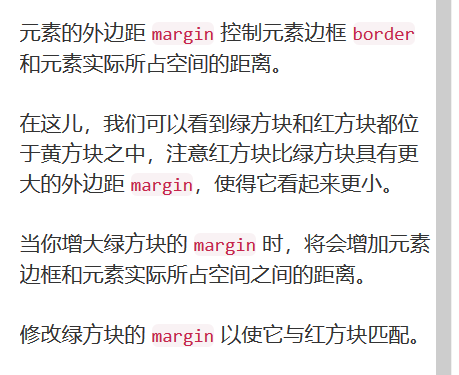 元素的外边距 margin 控制元素边框 border
和元素实际所占空间的距离。
在这儿，我们可以看到绿方块和红方块都位
于黄方块之中，注意红方块比绿方块具有更
大的外边距 margin，使得它看起来更小。
当你增大绿方块的 margin 时，将会增加元素
边框和元素实际所占空间之间的距离。
修改绿方块的 margin 以使它与红方块匹配。